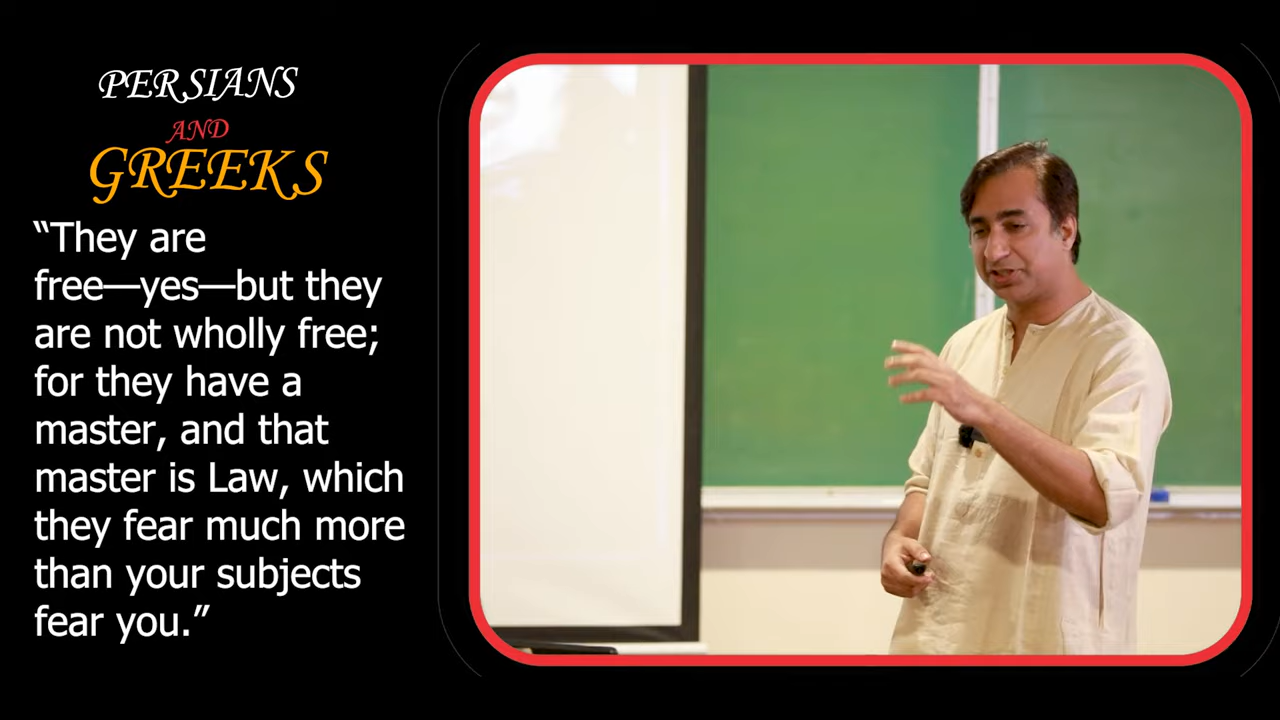 PERSIANS
AND
GREEKS
“They are
free—yes—but they
are not wholly free;
for they have a
master, and that
master is Law, which
they fear much more
than your subjects
fear you.”